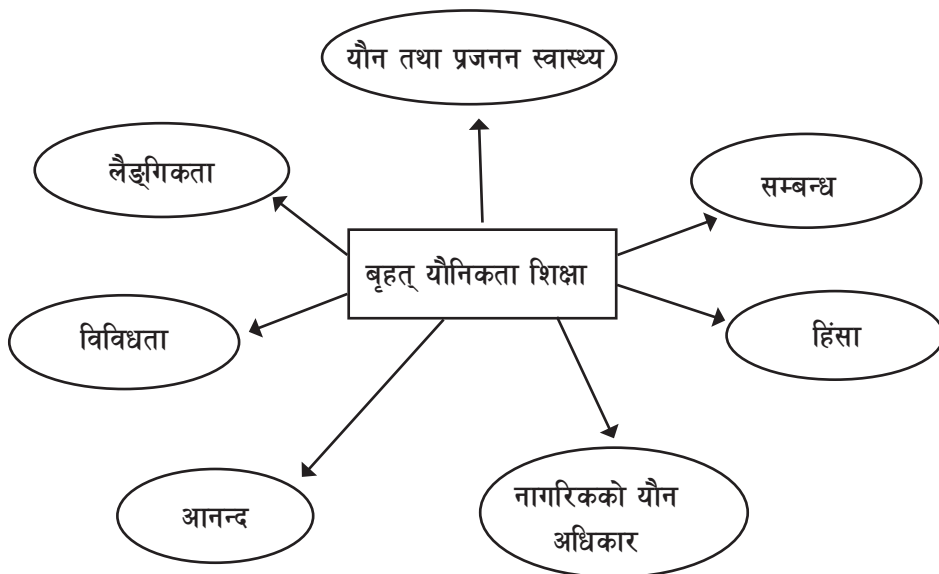 यौन तथा प्रजनन स्वास्थ्य
लैङ्गिकता
सम्बन्ध
बृहत् यौनिकता शिक्षा
विविधता
हिंसा
आनन्द
नागरिकको यौन
अधिकार